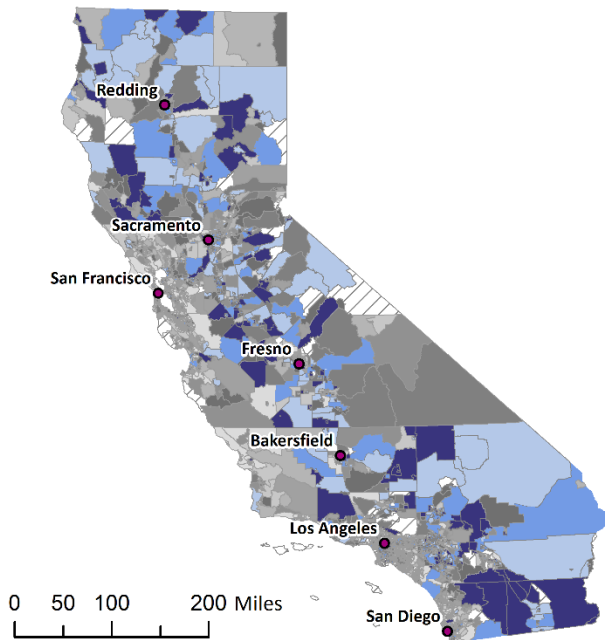 Redding
Sacramento
San Francisco
Fresno
Bakersfield
Los Angeles
San Diego
0 50 100 200 Miles